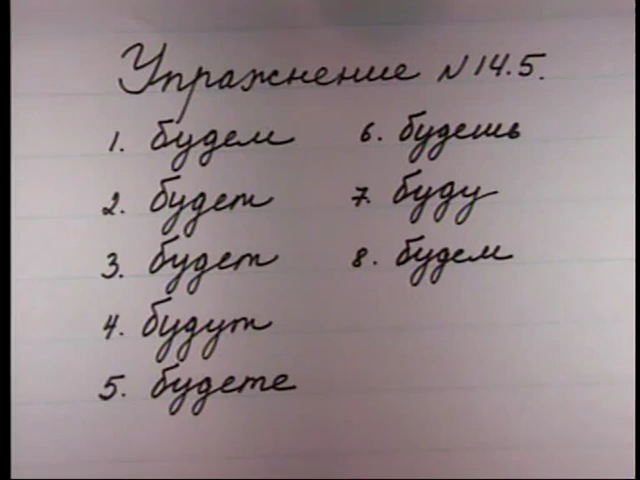 Упражнение N 14.5.
1. будем
2. будет
3. будет
4. будут
5. будете
6. будешь
7. буду
8. будем